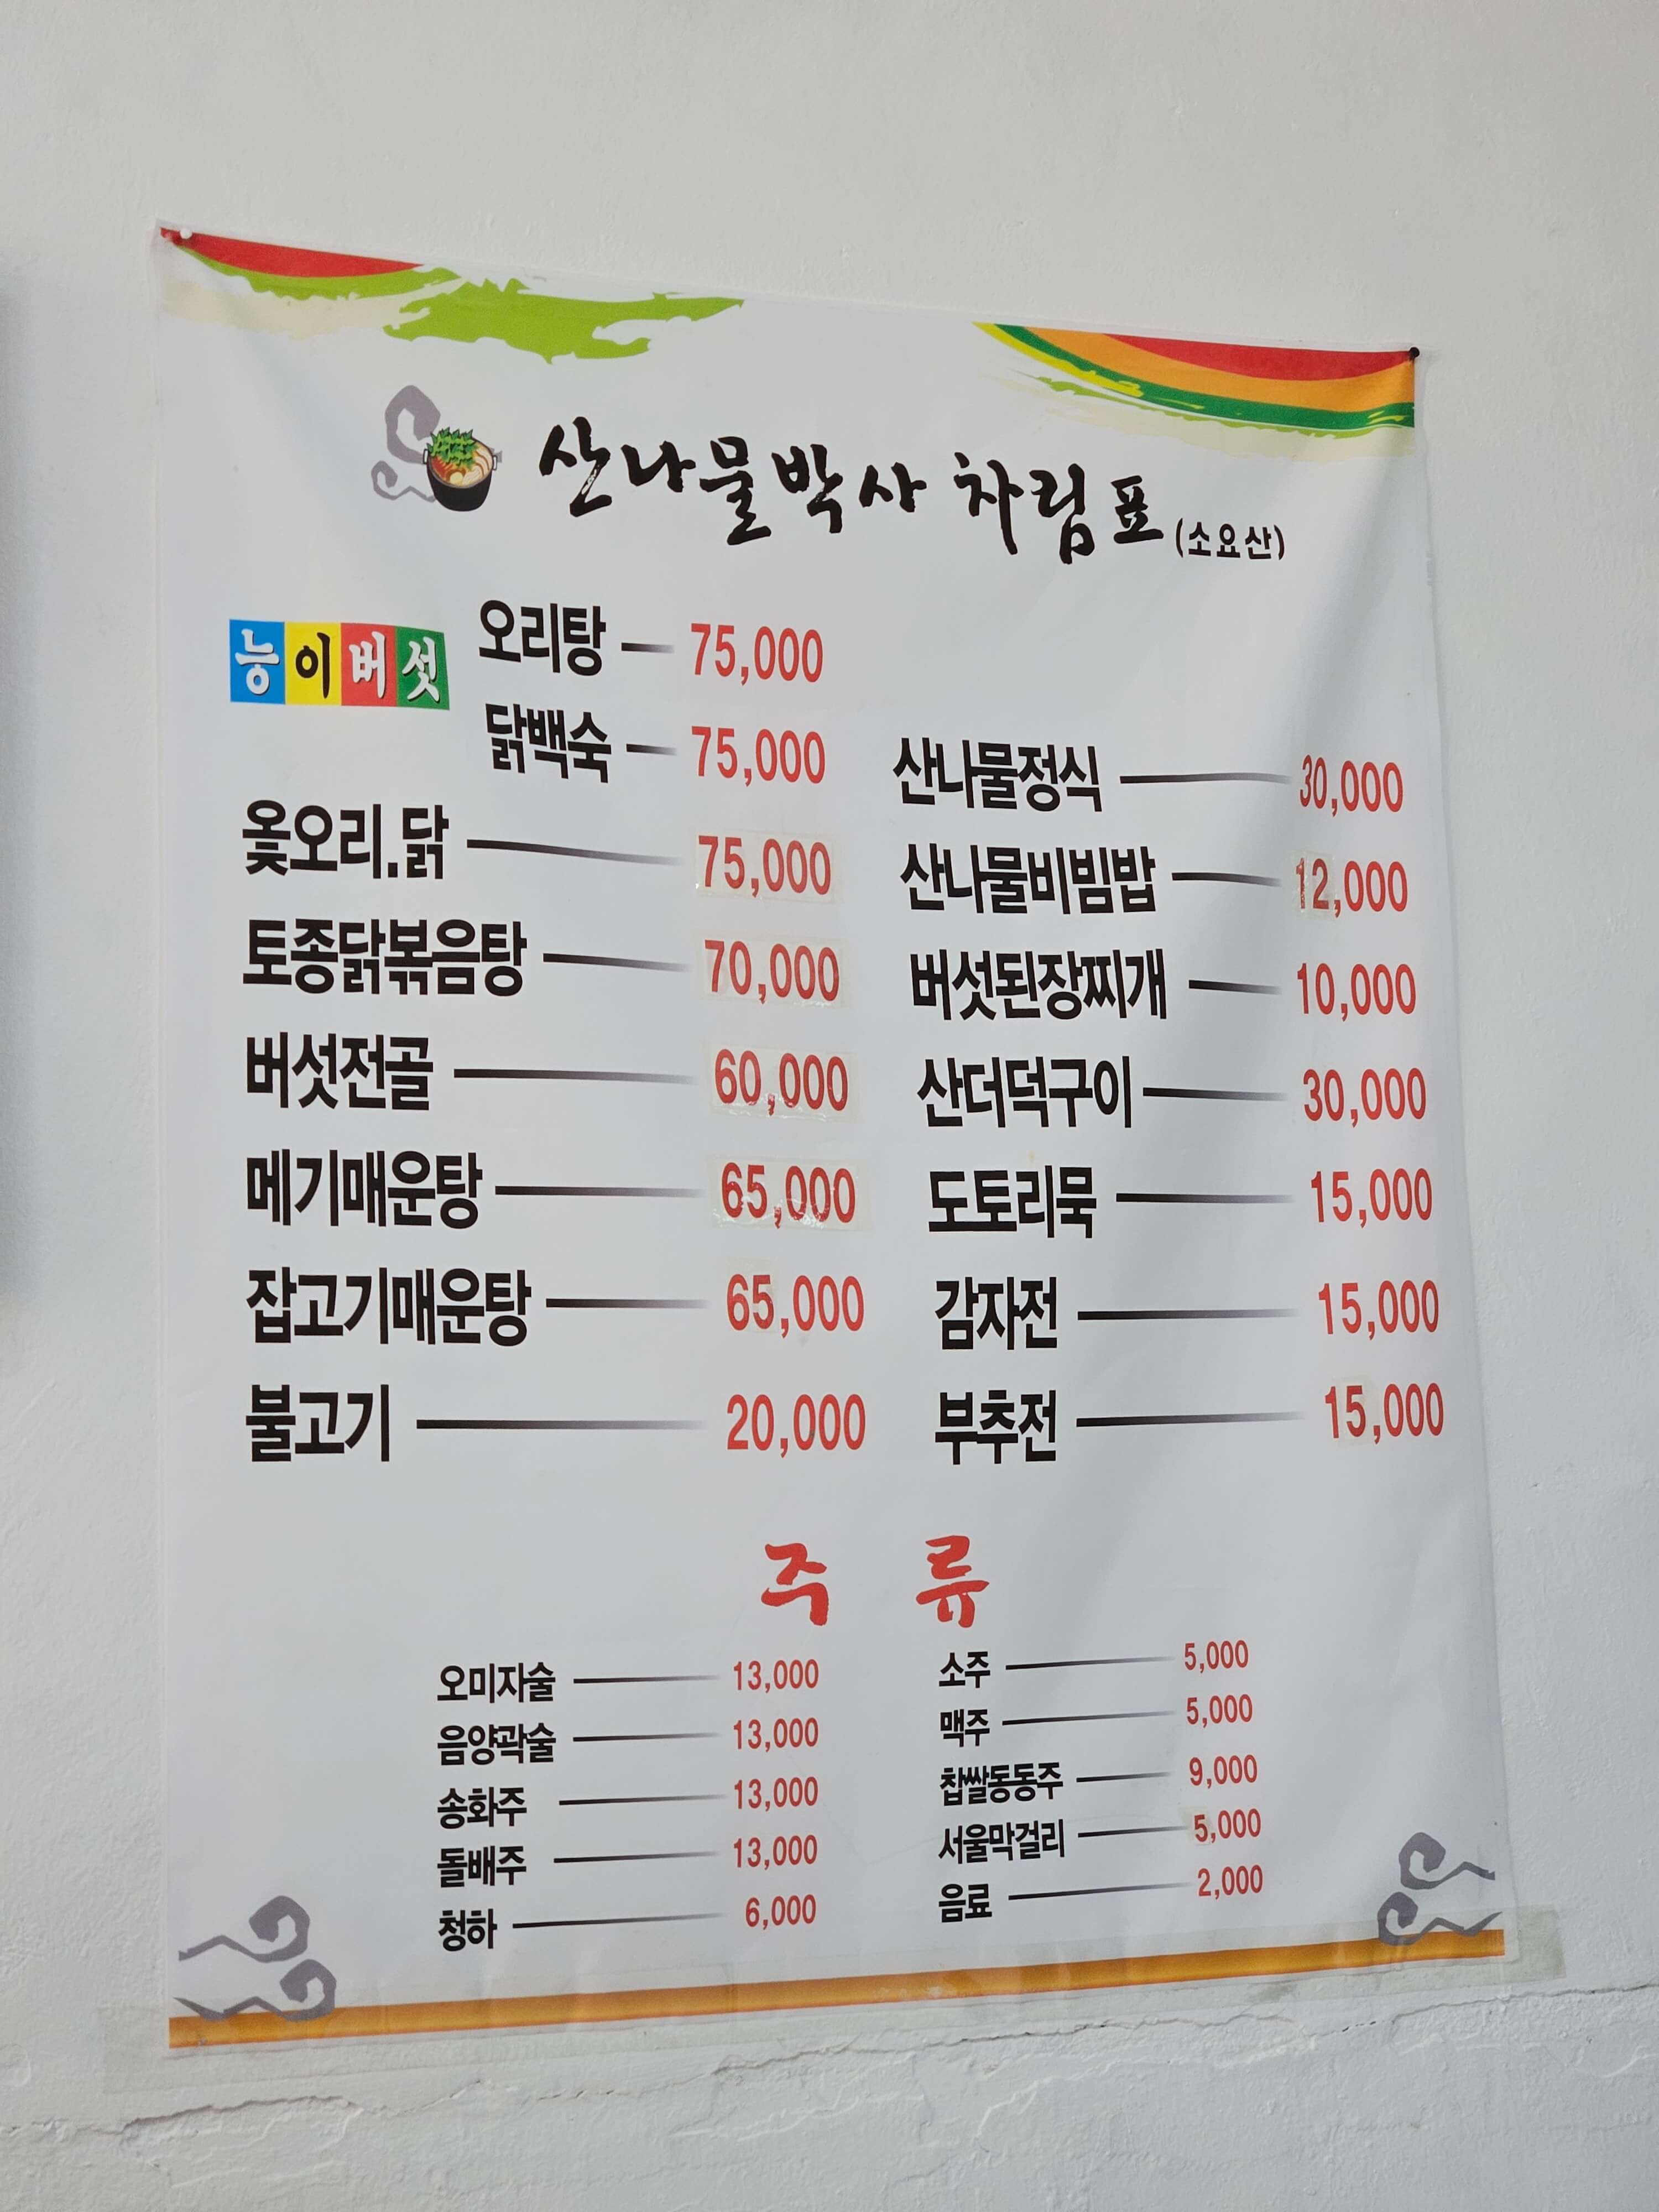 산나물박사 차림표 (소요산)
능이버섯 오리탕 75,000
닭백숙 75,000
옻오리.닭 75,000
토종닭볶음탕 70,000
버섯전골 60,000
메기매운탕 65,000
잡고기매운탕 65,000
불고기 20,000
산나물정식 30,000
산나물비빔밥 12,000
버섯된장찌개 10,000
산더덕구이 30,000
도토리묵 15,000
감자전 15,000
부추전 15,000
주 류
오미자술 13,000
음양곽술 13,000
송화주 13,000
돌배주 13,000
청하 6,000
소주 5,000
맥주 5,000
찹쌀동동주 9,000
서울막걸리 5,000
음료 2,000